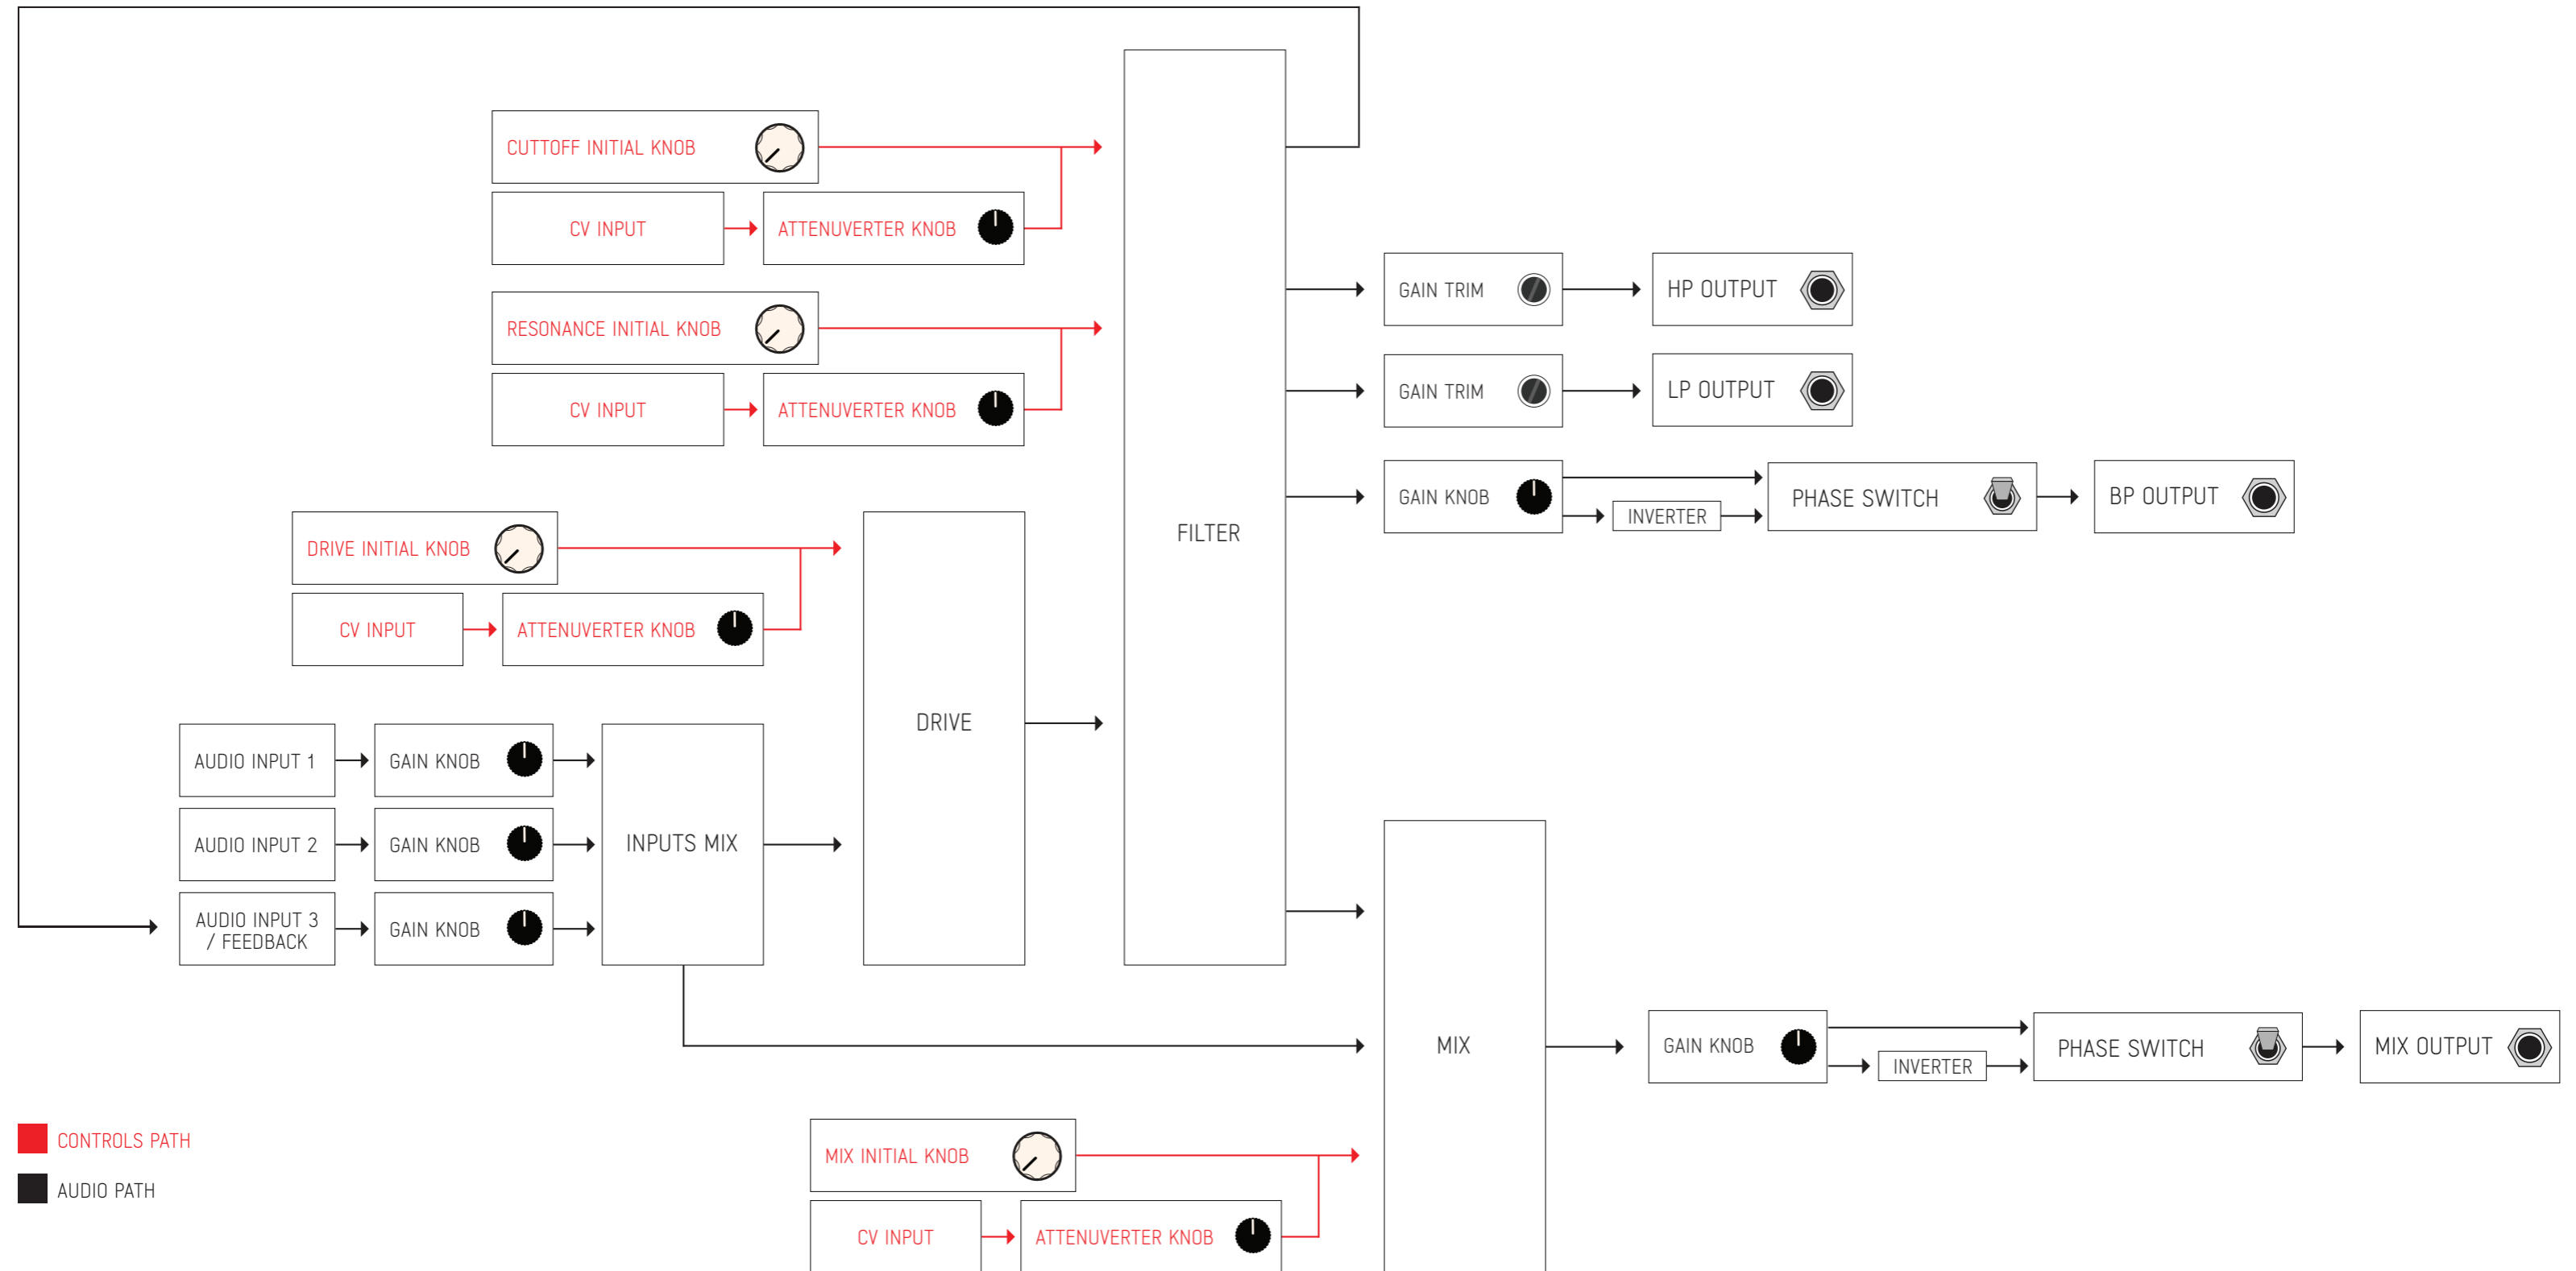 CUTTOFF INITIAL KNOB
CV INPUT
ATTENUVERTER KNOB
RESONANCE INITIAL KNOB
CV INPUT
ATTENUVERTER KNOB
DRIVE INITIAL KNOB
CV INPUT
ATTENUVERTER KNOB
AUDIO INPUT 1
GAIN KNOB
AUDIO INPUT 2
GAIN KNOB
AUDIO INPUT 3
/ FEEDBACK
GAIN KNOB
INPUTS MIX
DRIVE
FILTER
GAIN TRIM
HP OUTPUT
GAIN TRIM
LP OUTPUT
GAIN KNOB
INVERTER
PHASE SWITCH
BP OUTPUT
MIX
GAIN KNOB
INVERTER
PHASE SWITCH
MIX OUTPUT
MIX INITIAL KNOB
CV INPUT
ATTENUVERTER KNOB
CONTROLS PATH
AUDIO PATH